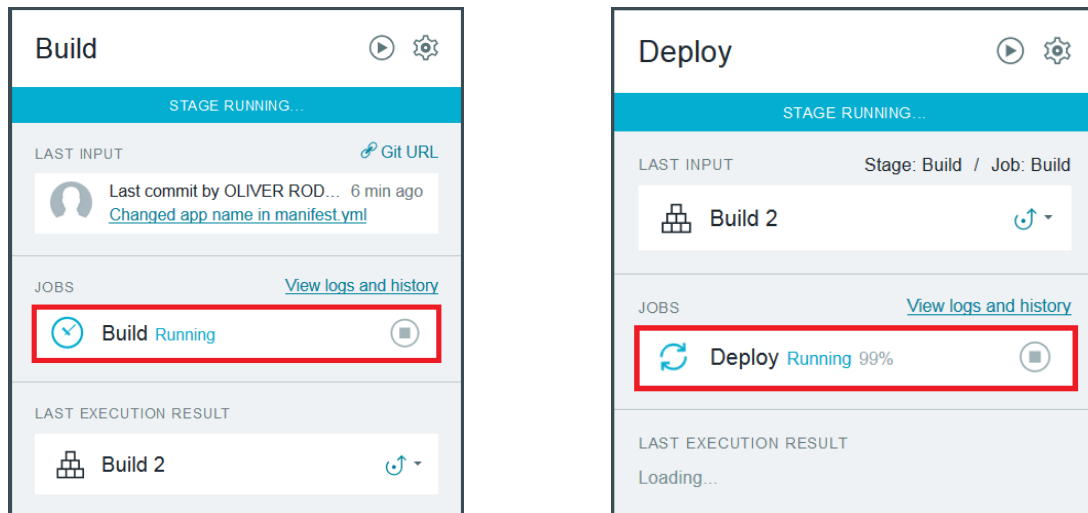 Build
STAGE RUNNING...
LAST INPUT
Git URL
Last commit by OLIVER ROD... 6 min ago
Changed app name in manifest.yml
JOBS
View logs and history
Build Running
LAST EXECUTION RESULT
Build 2
Deploy
STAGE RUNNING...
LAST INPUT
Stage: Build / Job: Build
Build 2
JOBS
View logs and history
Deploy Running 99%
LAST EXECUTION RESULT
Loading...